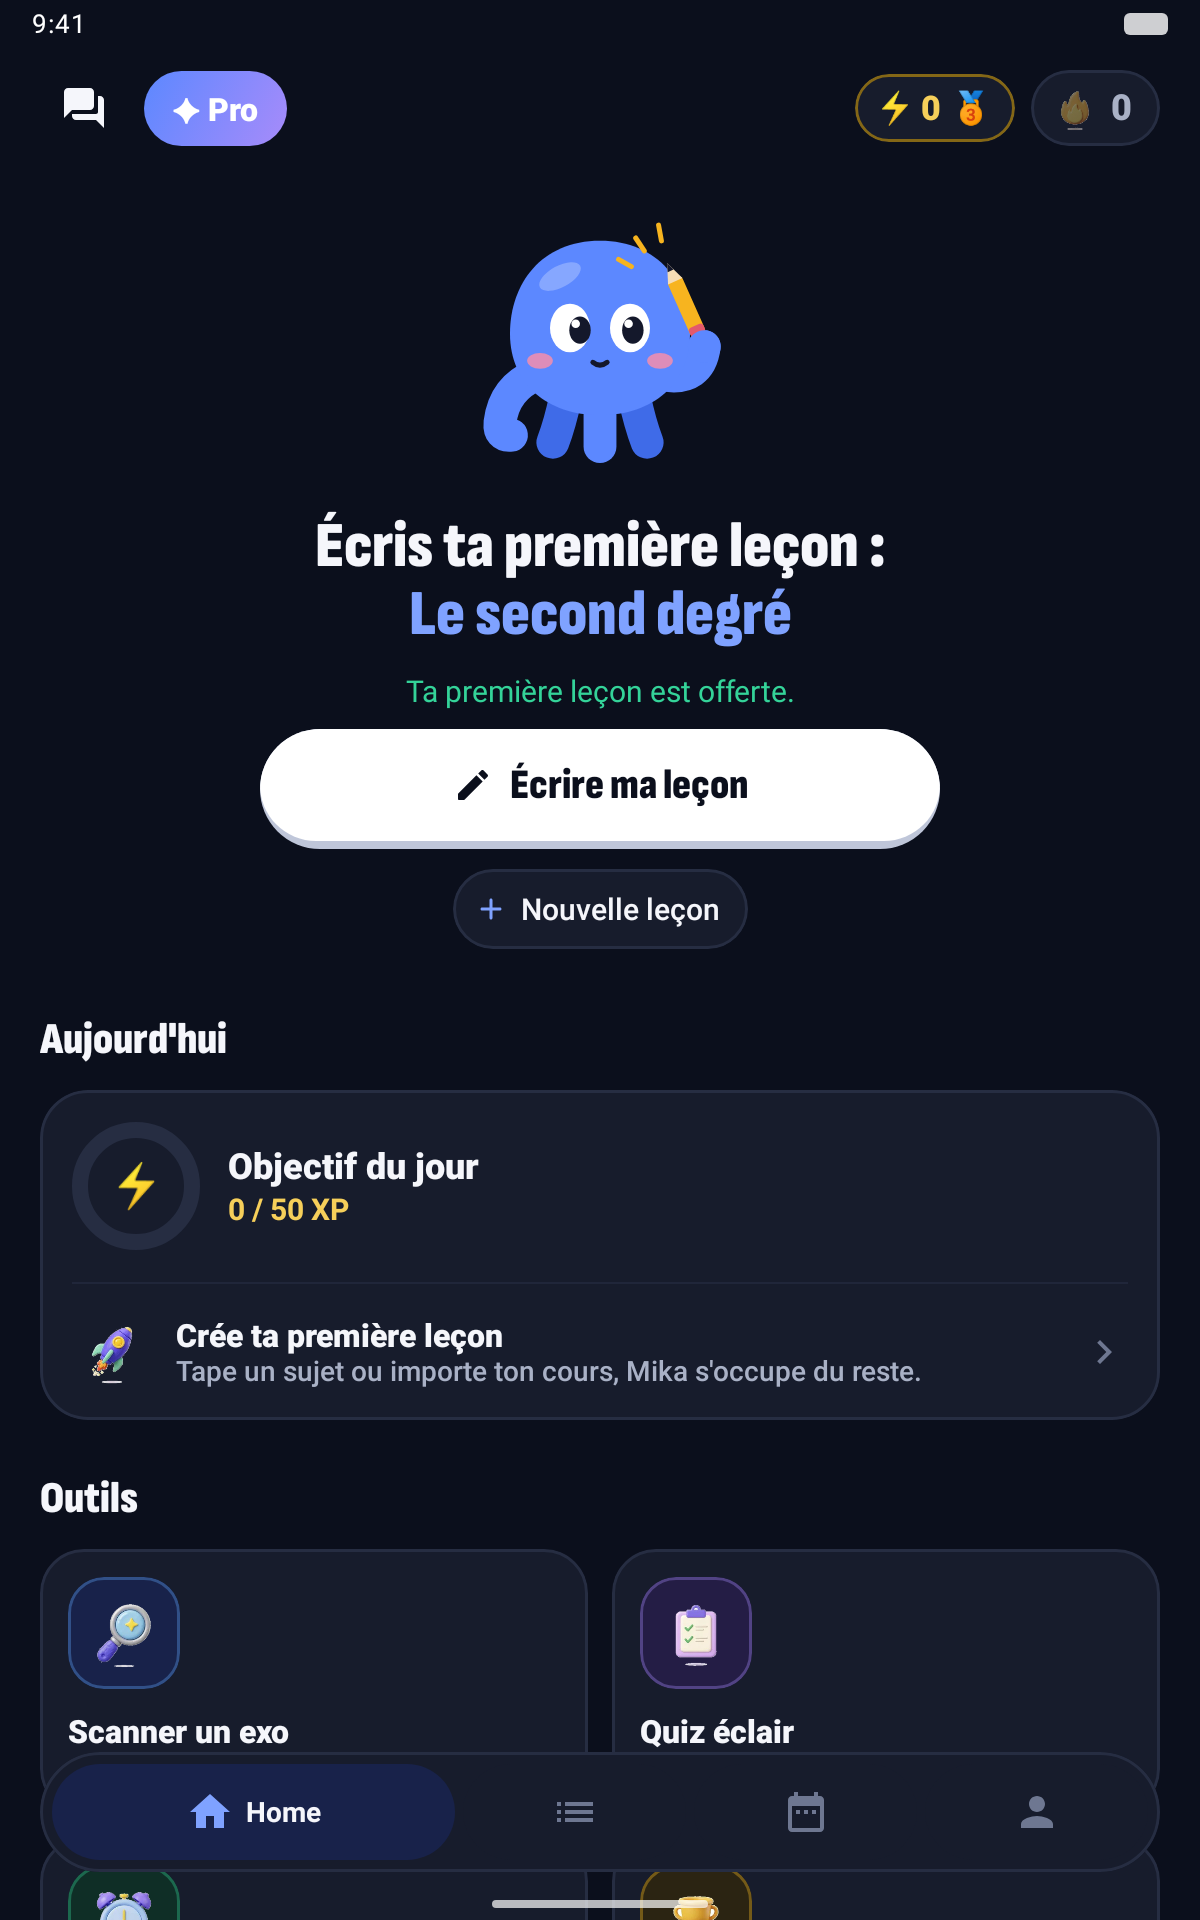 9:41
Pro
0 3
0
Écris ta première leçon :
Le second degré
Ta première leçon est offerte.
Écrire ma leçon
Nouvelle leçon
Aujourd'hui
Objectif du jour
0 / 50 XP
Crée ta première leçon
Tape un sujet ou importe ton cours, Mika s'occupe du reste.
Outils
Scanner un exo
Quiz éclair
Home